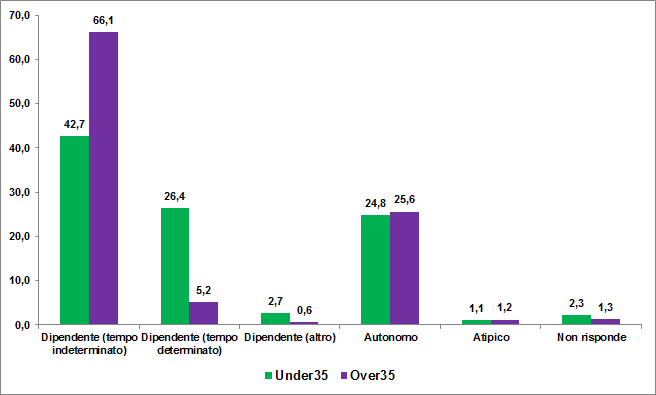 70,0
60,0
50,0
40,0
30,0
20,0
10,0
0,0
42,7
66,1
26,4
5,2
2,7
0,6
24,8
25,6
1,1
1,2
2,3
1,3
Dipendente (tempo
indeterminato)
Dipendente (tempo
determinato)
Dipendente (altro)
Autonomo
Atipico
Non risponde
Under35
Over35